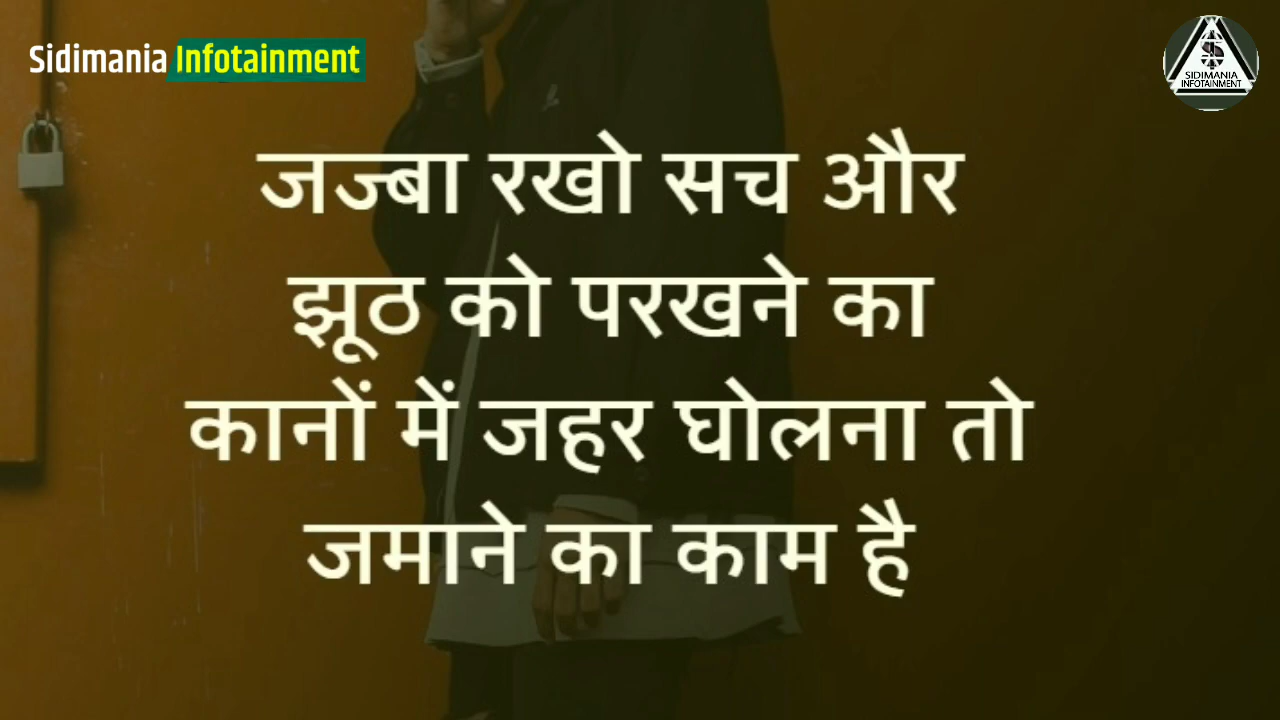 Sidimania Infotainment
SIDIMANIA
INFOTAINMENT
जज्बा रखो सच और
झूठ को परखने का
कानों में जहर घोलना तो
जमाने का काम है